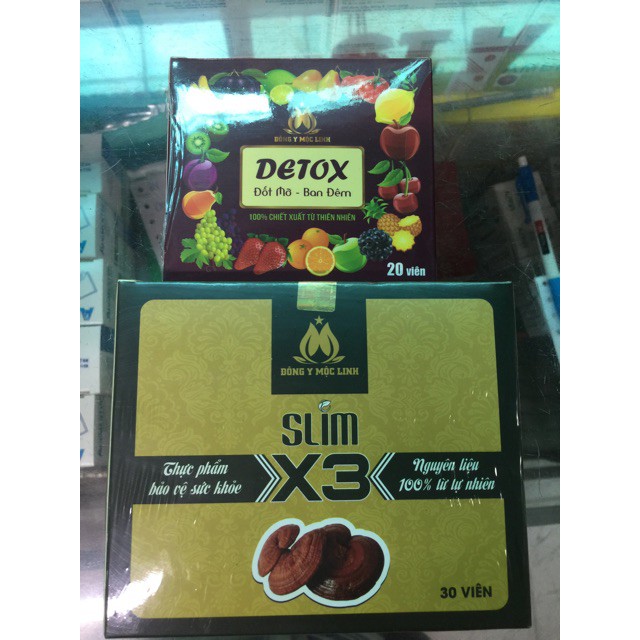 ĐÔNG Y MỘC LINH
DETOX
Đốt Mỡ - Ban Đêm
100% CHIẾT XUẤT TỪ THIÊN NHIÊN
20 viên
ĐÔNG Y MỘC LINH
SLIM
X3
Thực phẩm
bảo vệ sức khỏe
Nguyên liệu
100% từ tự nhiên
30 VIÊN